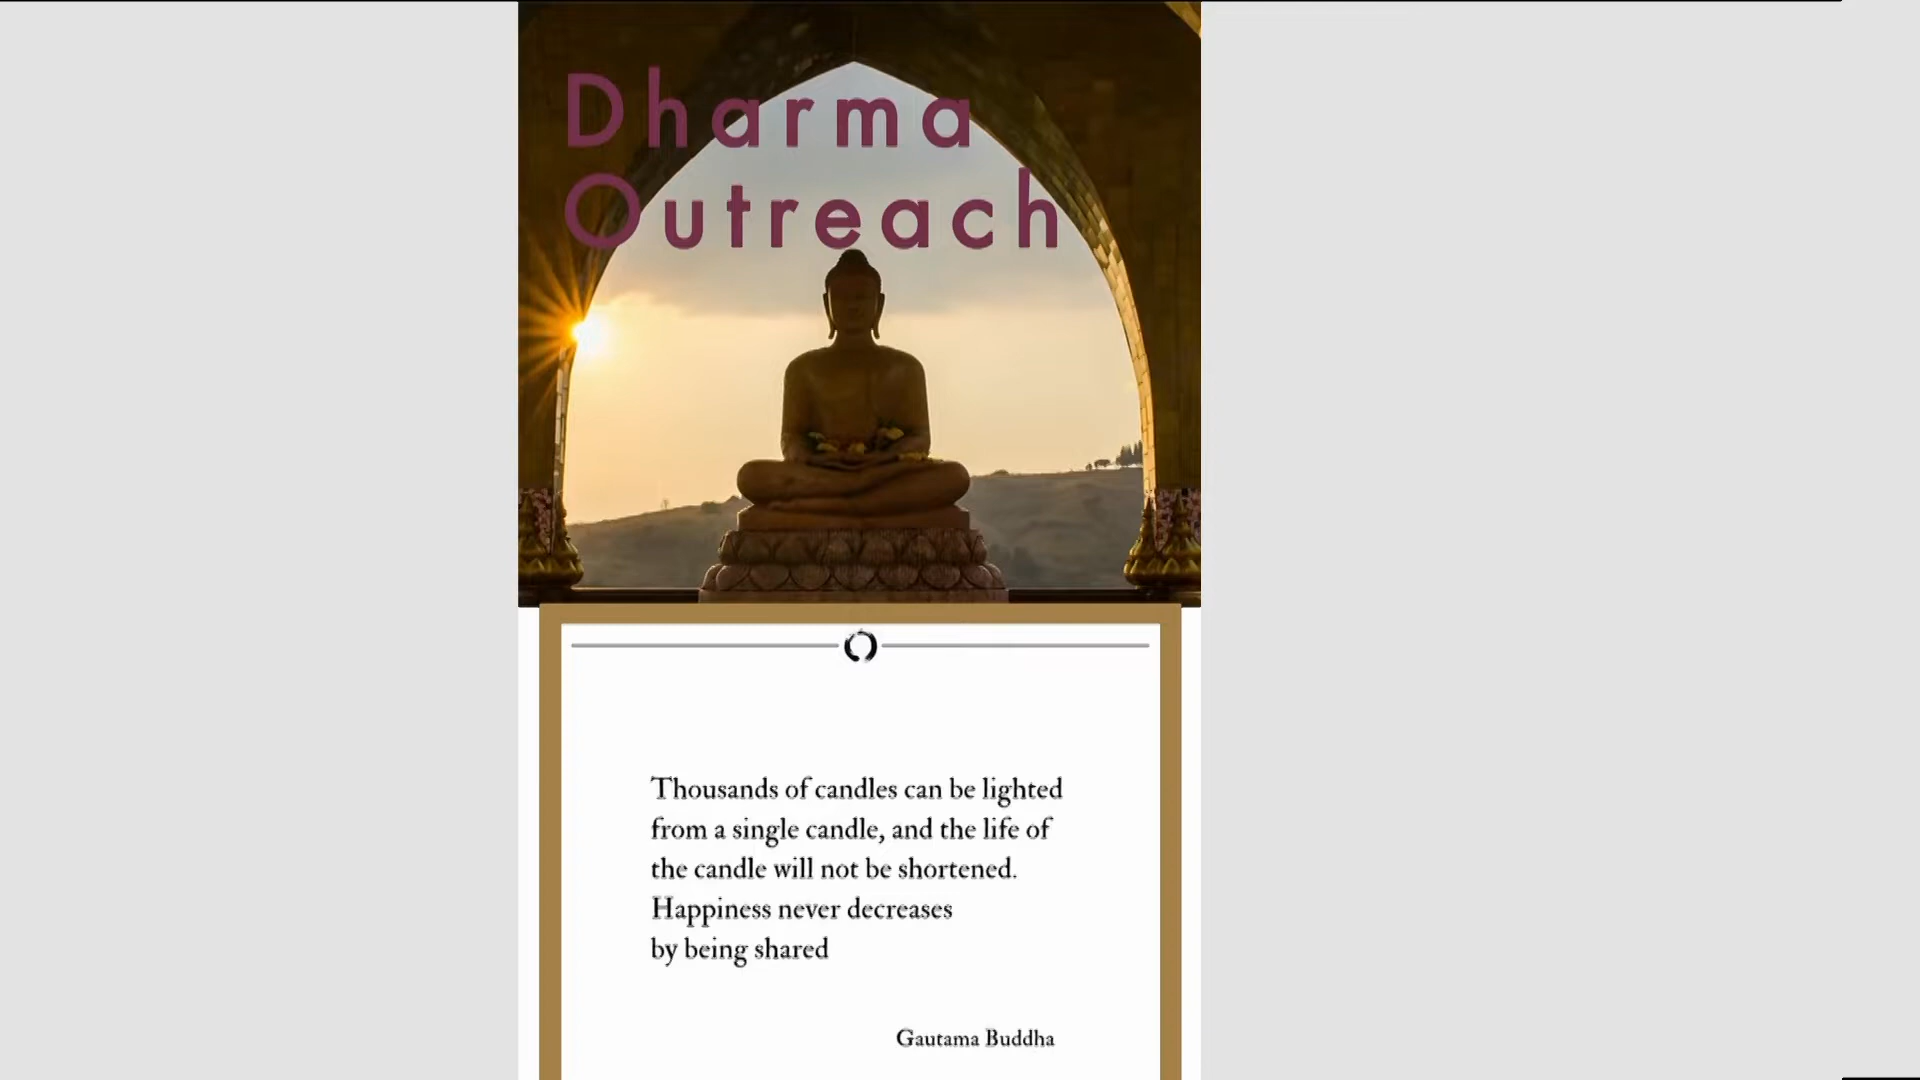 Dharma
Outreach
Thousands of candles can be lighted
from a single candle, and the life of
the candle will not be shortened.
Happiness never decreases
by being shared
Gautama Buddha